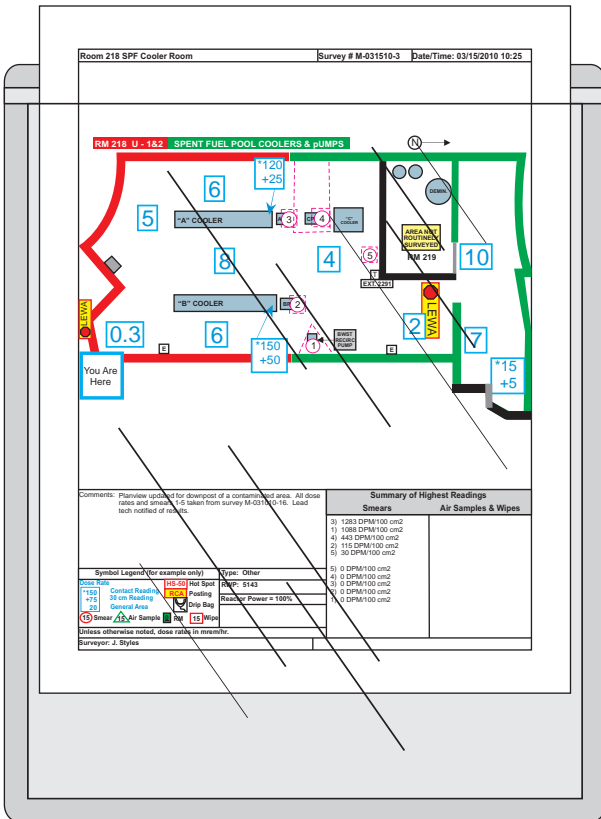 Room 218 SPF Cooler Room Survey # M-031510-3 Date/Time: 03/15/2010 10:25
RM 218 U - 1&2 SPENT FUEL POOL COOLERS & pUMPS
N
*120
+25
6
5
"A" COOLER
3
4
"C"
COOLER
DEMIN.
AREA NOT
ROUTINELY
SURVEYED
RM 219
8
4
5
10
T
EXT. 2291
LEWA
"B" COOLER
2
LEWA
0.3
6
*150
+50
1
BWST
RECIRC
PUMP
2
7
E
E
You Are
Here
*15
+5
Comments: Planview updated for downpost of a contaminated area. All dose
rates and smears 1-5 taken from survey M-031010-16. Lead
tech notified of results.
Summary of Highest Readings
Smears Air Samples & Wipes
3) 1283 DPM/100 cm2
1) 1088 DPM/100 cm2
4) 443 DPM/100 cm2
2) 115 DPM/100 cm2
5) 30 DPM/100 cm2
5) 0 DPM/100 cm2
4) 0 DPM/100 cm2
3) 0 DPM/100 cm2
2) 0 DPM/100 cm2
1) 0 DPM/100 cm2
Symbol Legend (for example only)
Dose Rate
*150
+75
20
Contact Reading
30 cm Reading
General Area
HS-50 Hot Spot
RCA Posting
Drip Bag
15 Smear 15 Air Sample RM 15 Wipe
Type: Other
RWP: 5143
Reactor Power = 100%
Unless otherwise noted, dose rates in mrem/hr.
Surveyor: J. Styles